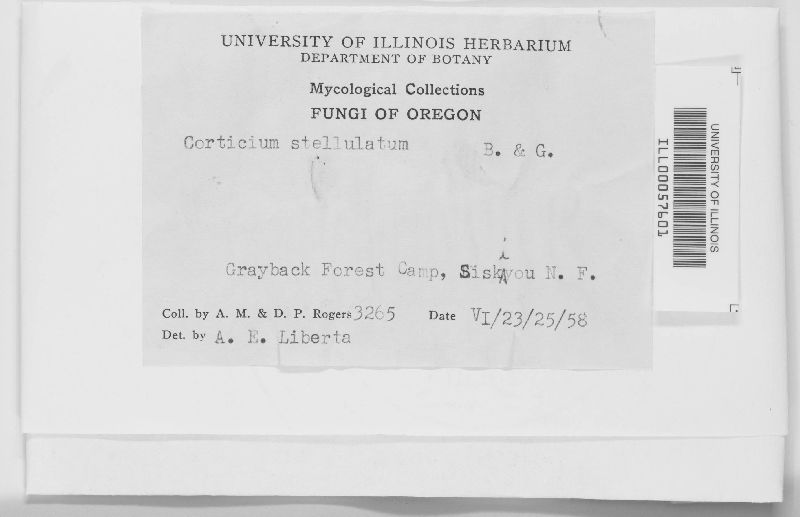 UNIVERSITY OF ILLINOIS HERBARIUM
DEPARTMENT OF BOTANY
Mycological Collections
FUNGI OF OREGON
Corticium stellulatum B. & G.
Grayback Forest Camp, Siskiyou N. F.
Coll. by A. M. & D. P. Rogers 3265 Date VI/23/25/58
Det. by A. E. Liberta
UNIVERSITY OF ILLINOIS
ILL00057601